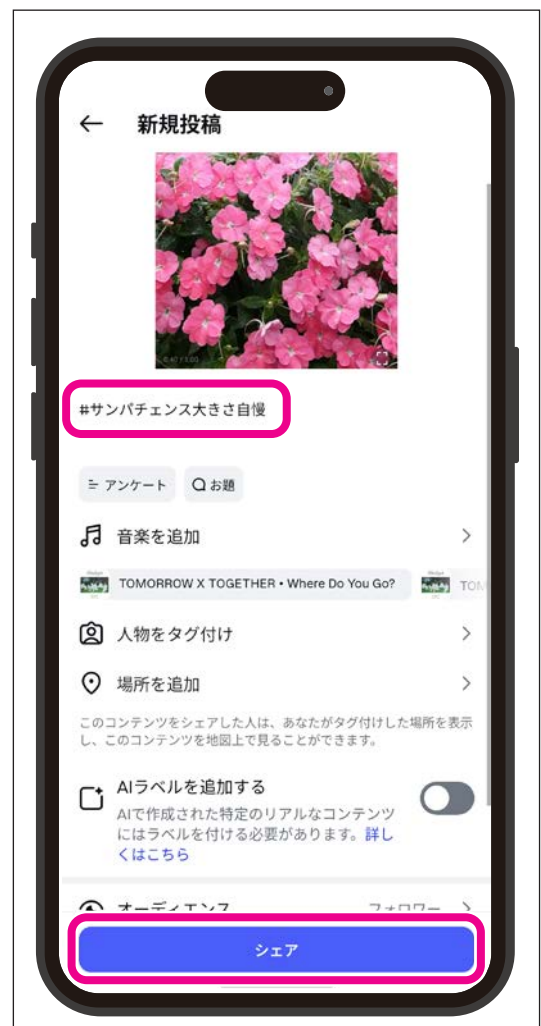 新規投稿
#サンパチェンス大きさ自慢
アンケート お題
音楽を追加
TOMORROW X TOGETHER • Where Do You Go? TOM
人物をタグ付け
場所を追加
このコンテンツをシェアした人は、あなたがタグ付けした場所を表示
し、このコンテンツを地図上で見ることができます。
AIラベルを追加する
AIで作成された特定のリアルなコンテンツ
にはラベルを付ける必要があります。詳し
くはこちら
オーディエンス フォロワー
シェア